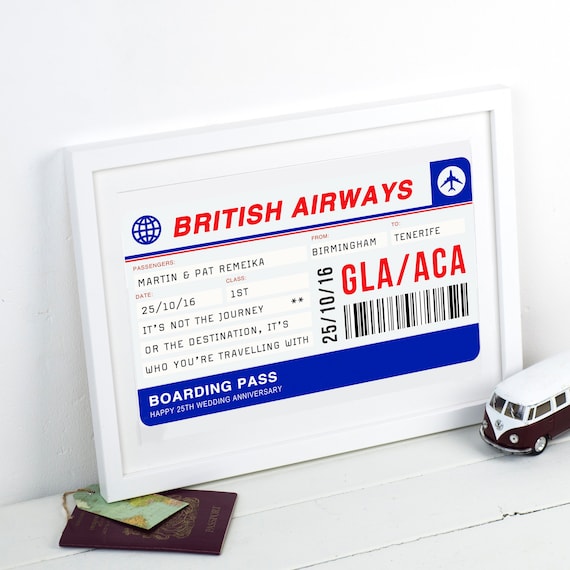 BRITISH AIRWAYS
PASSENGERS:
MARTIN & PAT REMEIKA
FROM:
BIRMINGHAM
TO:
TENERIFE
DATE:
25/10/16
CLASS:
1ST
IT'S NOT THE JOURNEY **
OR THE DESTINATION, IT'S
WHO YOU'RE TRAVELLING WITH
25/10/16
GLA/ACA
BOARDING PASS
HAPPY 25TH WEDDING ANNIVERSARY
PASSPORT